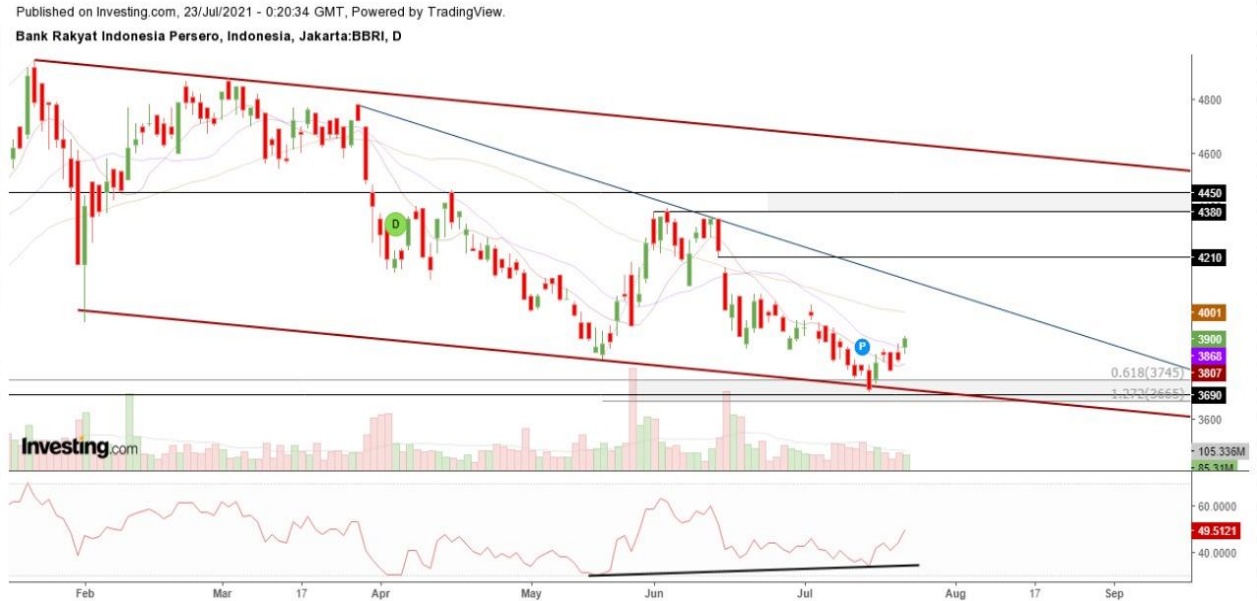 Published on Investing.com, 23/Jul/2021 - 0:20:34 GMT, Powered by TradingView.
Bank Rakyat Indonesia Persero, Indonesia, Jakarta:BBRI, D
4800
4600
4450
4380
D
4210
4001
3900
P
3868
0.618(3745)
3807
1.272(3665)
3690
3600
Investing.com
105.336M
85.31M
60.0000
49.5121
40.0000
Feb Mar 17 Apr May Jun Jul Aug 17 Sep